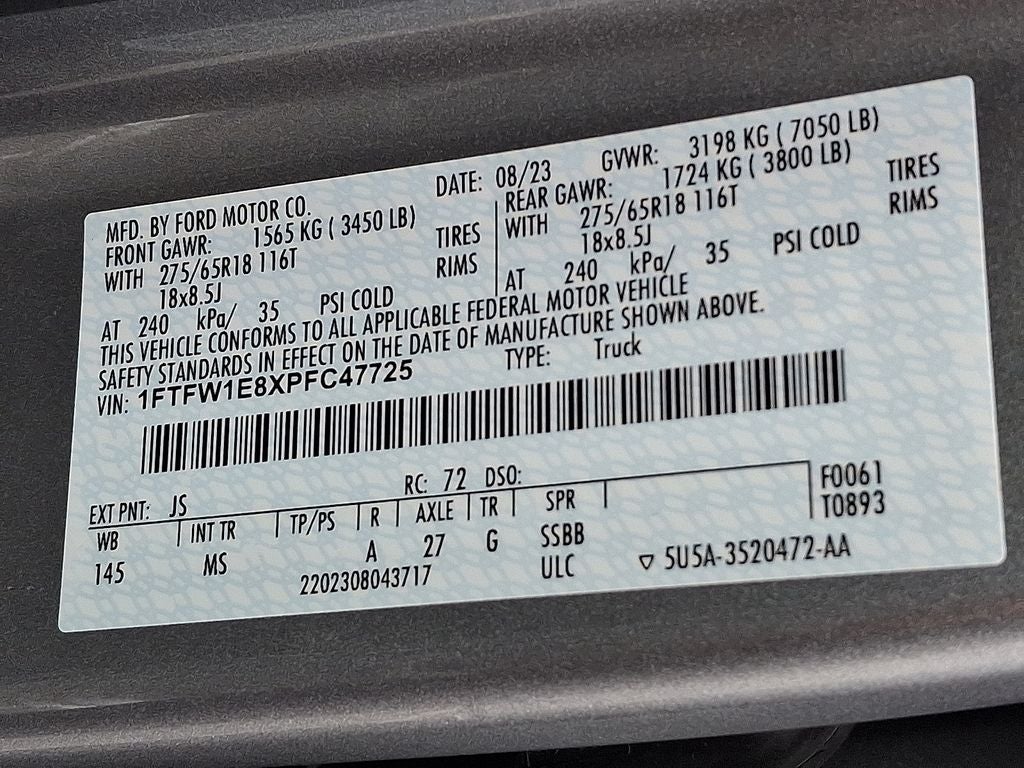 MFD. BY FORD MOTOR CO. DATE: 08/23 GVWR: 3198 KG ( 7050 LB)
FRONT GAWR: 1565 KG ( 3450 LB) REAR GAWR: 1724 KG ( 3800 LB)
WITH 275/65R18 116T TIRES WITH 275/65R18 116T TIRES
18x8.5J RIMS 18x8.5J RIMS
AT 240 kPa/ 35 PSI COLD AT 240 kPa/ 35 PSI COLD
THIS VEHICLE CONFORMS TO ALL APPLICABLE FEDERAL MOTOR VEHICLE
SAFETY STANDARDS IN EFFECT ON THE DATE OF MANUFACTURE SHOWN ABOVE.
VIN: 1FTFW1E8XPFC47725 TYPE: Truck
EXT PNT: JS RC: 72 DSO: F0061
WB INT TR TP/PS R AXLE TR SPR T0893
145 MS A 27 G SSBB
2202308043717 ULC ▽ 5U5A-3520472-AA